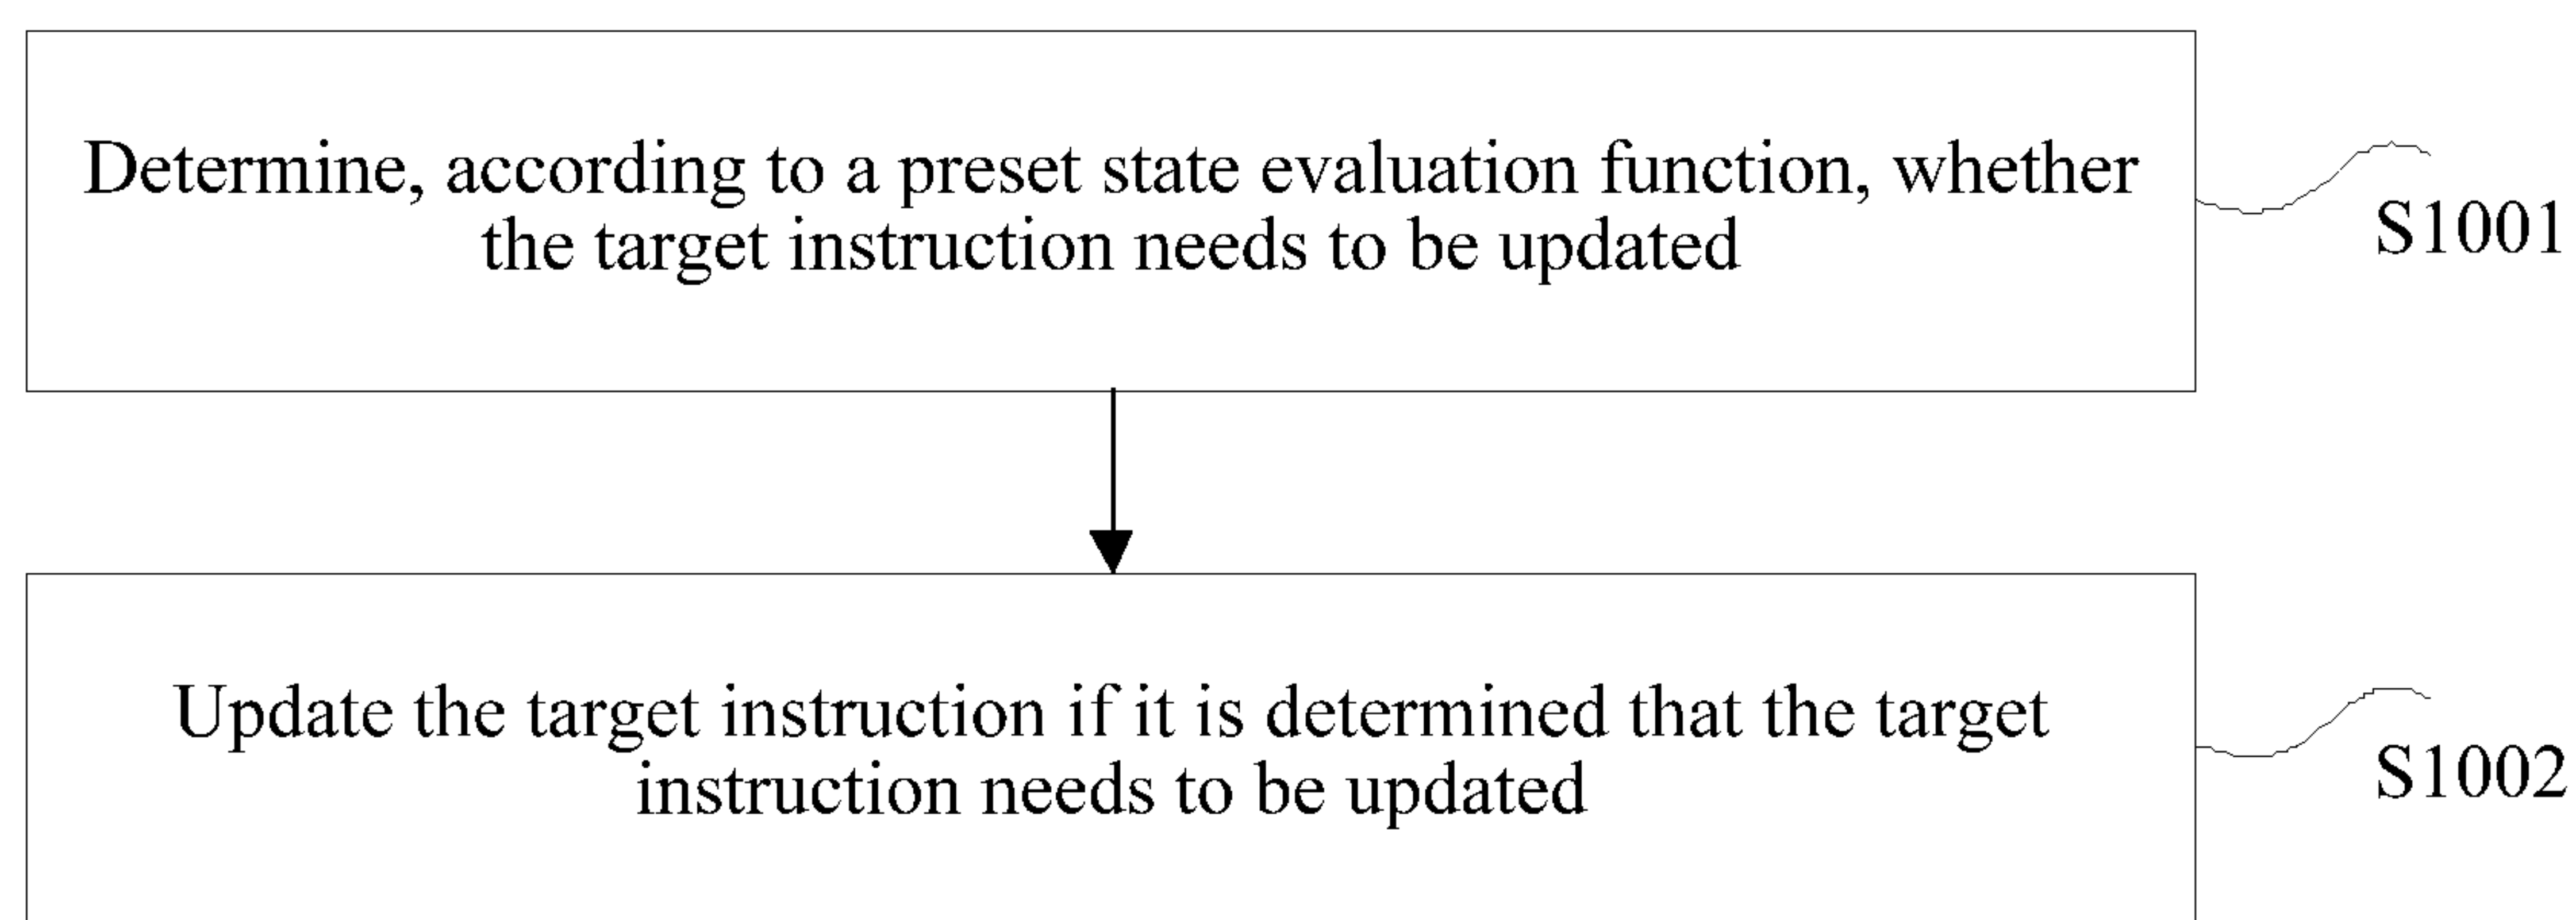 Determine, according to a preset state evaluation function, whether
the target instruction needs to be updated
S1001
Update the target instruction if it is determined that the target
instruction needs to be updated
S1002